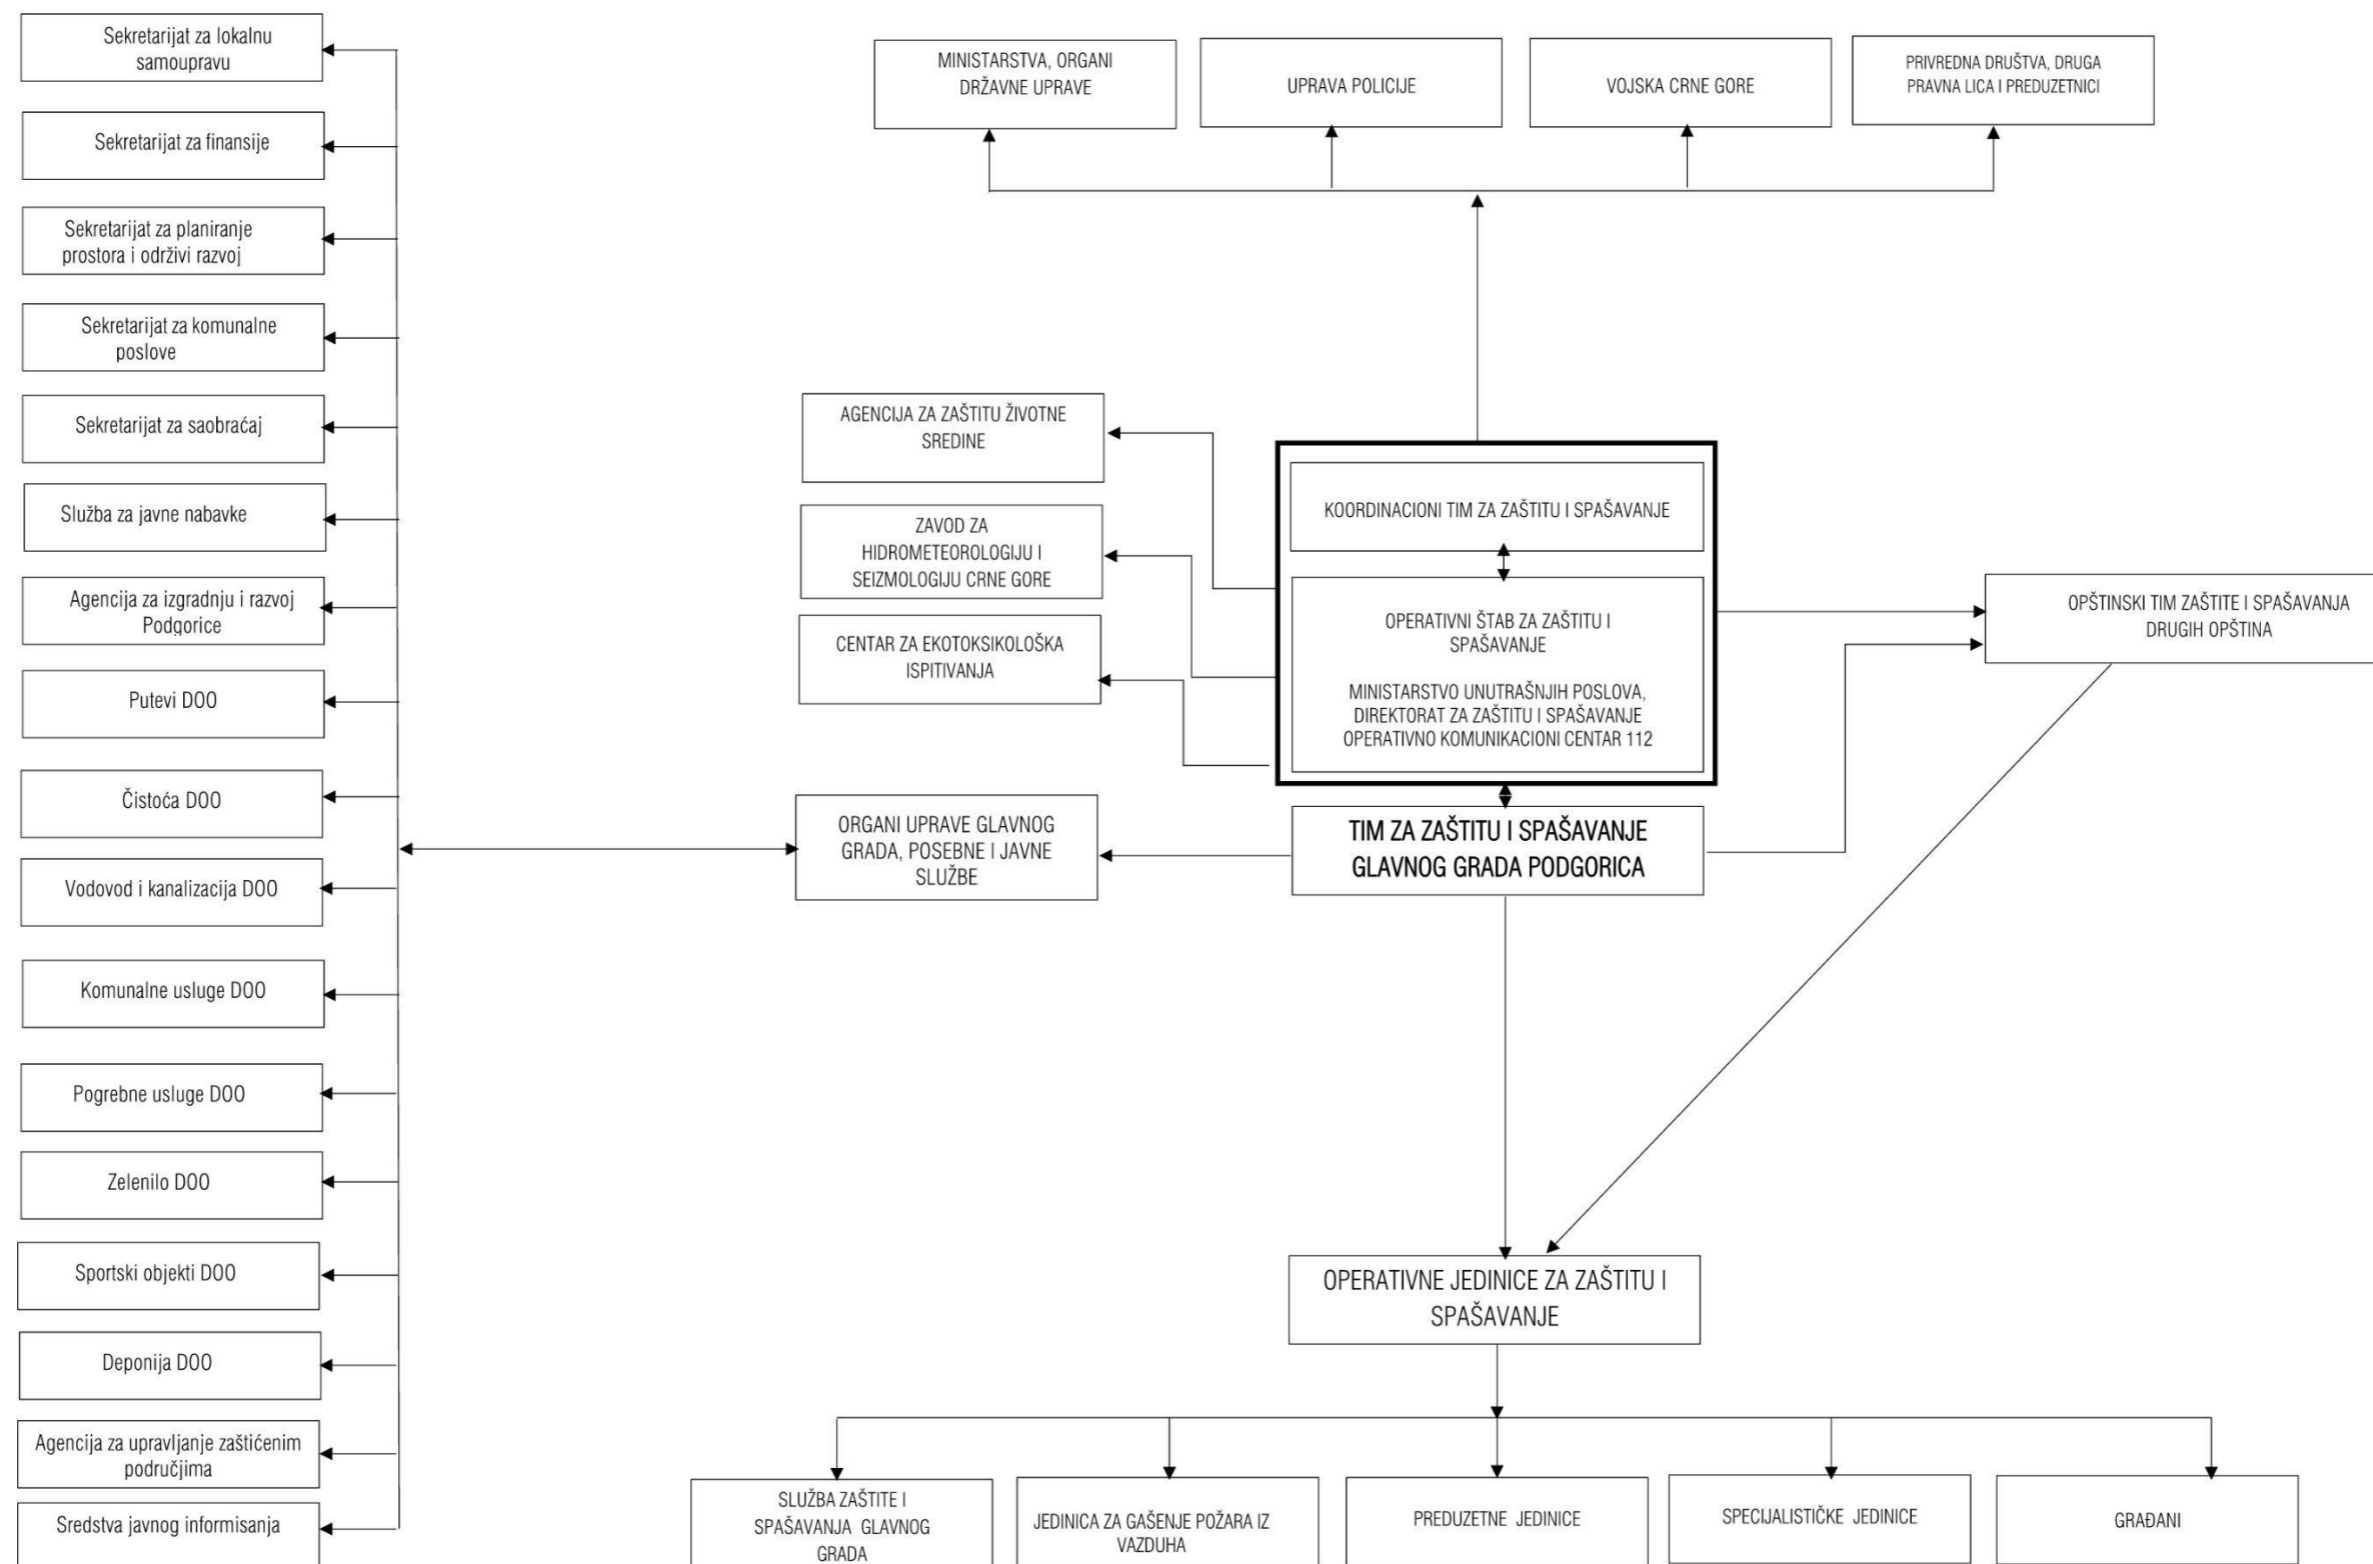 Sekretarijat za lokalnu
samoupravu
Sekretarijat za finansije
Sekretarijat za planiranje
prostora i održivi razvoj
Sekretarijat za komunalne
poslove
Sekretarijat za saobraćaj
Služba za javne nabavke
Agencija za izgradnju i razvoj
Podgorice
Putevi DOO
Čistoća DOO
Vodovod i kanalizacija DOO
Komunalne usluge DOO
Pogrebne usluge DOO
Zelenilo DOO
Sportski objekti DOO
Deponija DOO
Agencija za upravljanje zaštićenim
područjima
Sredstva javnog informisanja
MINISTARSTVA, ORGANI
DRŽAVNE UPRAVE
UPRAVA POLICIJE
VOJSKA CRNE GORE
PRIVREDNA DRUŠTVA, DRUGA
PRAVNA LICA I PREDUZETNICI
AGENCIJA ZA ZAŠTITU ŽIVOTNE
SREDINE
ZAVOD ZA
HIDROMETEOROLOGIJU I
SEIZMOLOGIJU CRNE GORE
CENTAR ZA EKOTOKSIKOLOŠKA
ISPITIVANJA
ORGANI UPRAVE GLAVNOG
GRADA, POSEBNE I JAVNE
SLUŽBE
KOORDINACIONI TIM ZA ZAŠTITU I SPAŠAVANJE
OPERATIVNI ŠTAB ZA ZAŠTITU I
SPAŠAVANJE
MINISTARSTVO UNUTRAŠNJIH POSLOVA,
DIREKTORAT ZA ZAŠTITU I SPAŠAVANJE
OPERATIVNO KOMUNIKACIONI CENTAR 112
TIM ZA ZAŠTITU I SPAŠAVANJE
GLAVNOG GRADA PODGORICA
OPŠTINSKI TIM ZAŠTITE I SPAŠAVANJA
DRUGIH OPŠTINA
OPERATIVNE JEDINICE ZA ZAŠTITU I
SPAŠAVANJE
SLUŽBA ZAŠTITE I
SPAŠAVANJA GLAVNOG
GRADA
JEDINICA ZA GAŠENJE POŽARA IZ
VAZDUHA
PREDUZETNE JEDINICE
SPECIJALISTIČKE JEDINICE
GRAĐANI